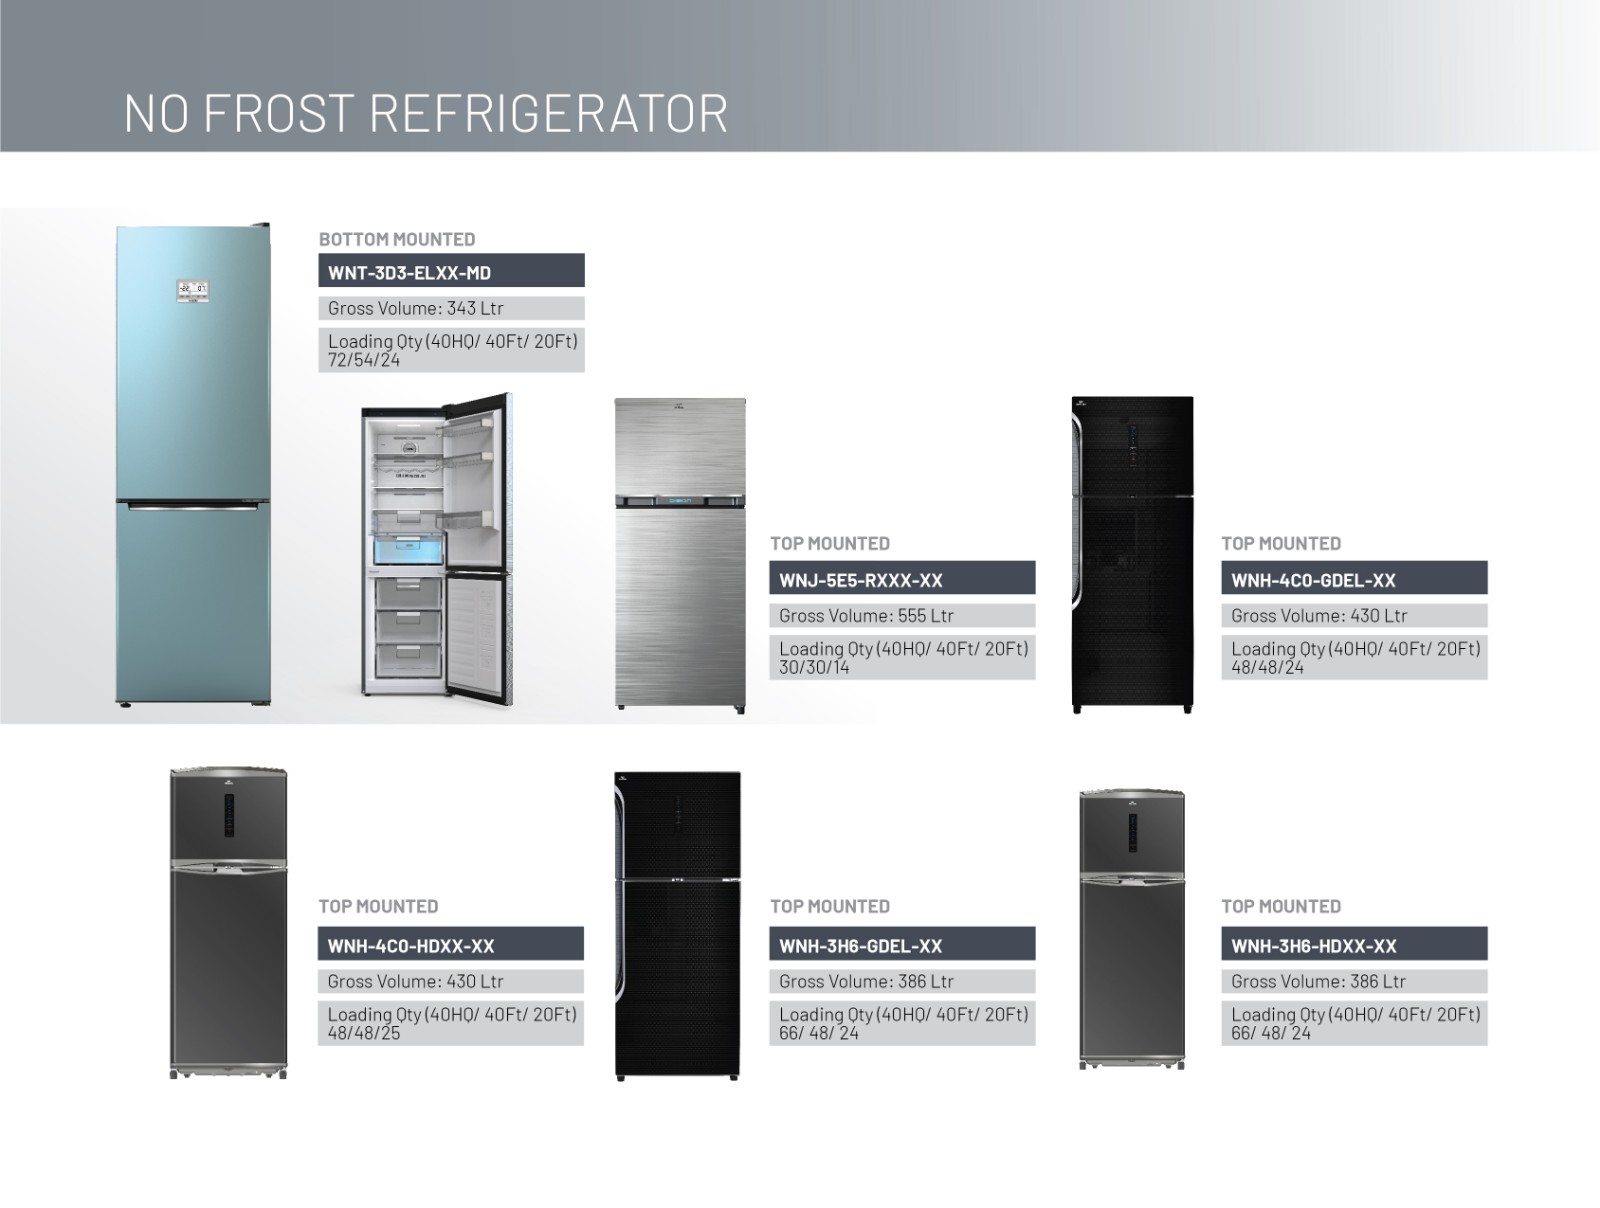 NO FROST REFRIGERATOR
BOTTOM MOUNTED
WNT-3D3-ELXX-MD
Gross Volume: 343 Ltr
Loading Qty (40HQ/ 40Ft/ 20Ft)
72/54/24
TOP MOUNTED
WNJ-5E5-RXXX-XX
Gross Volume: 555 Ltr
Loading Qty (40HQ/ 40Ft/ 20Ft)
30/30/14
TOP MOUNTED
WNH-4C0-GDEL-XX
Gross Volume: 430 Ltr
Loading Qty (40HQ/ 40Ft/ 20Ft)
48/48/24
TOP MOUNTED
WNH-4C0-HDXX-XX
Gross Volume: 430 Ltr
Loading Qty (40HQ/ 40Ft/ 20Ft)
48/48/25
TOP MOUNTED
WNH-3H6-GDEL-XX
Gross Volume: 386 Ltr
Loading Qty (40HQ/ 40Ft/ 20Ft)
66/ 48/ 24
TOP MOUNTED
WNH-3H6-HDXX-XX
Gross Volume: 386 Ltr
Loading Qty (40HQ/ 40Ft/ 20Ft)
66/ 48/ 24